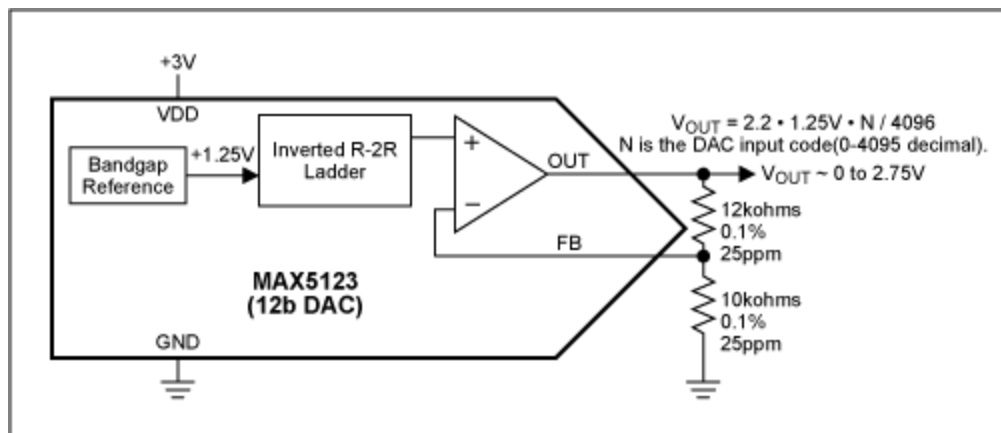 +3V
VDD
Bandgap
Reference
+1.25V
Inverted R-2R
Ladder
+
−
OUT
FB
MAX5123
(12b DAC)
GND
VOUT = 2.2 • 1.25V • N / 4096
N is the DAC input code(0-4095 decimal).
VOUT ~ 0 to 2.75V
12kohms
0.1%
25ppm
10kohms
0.1%
25ppm